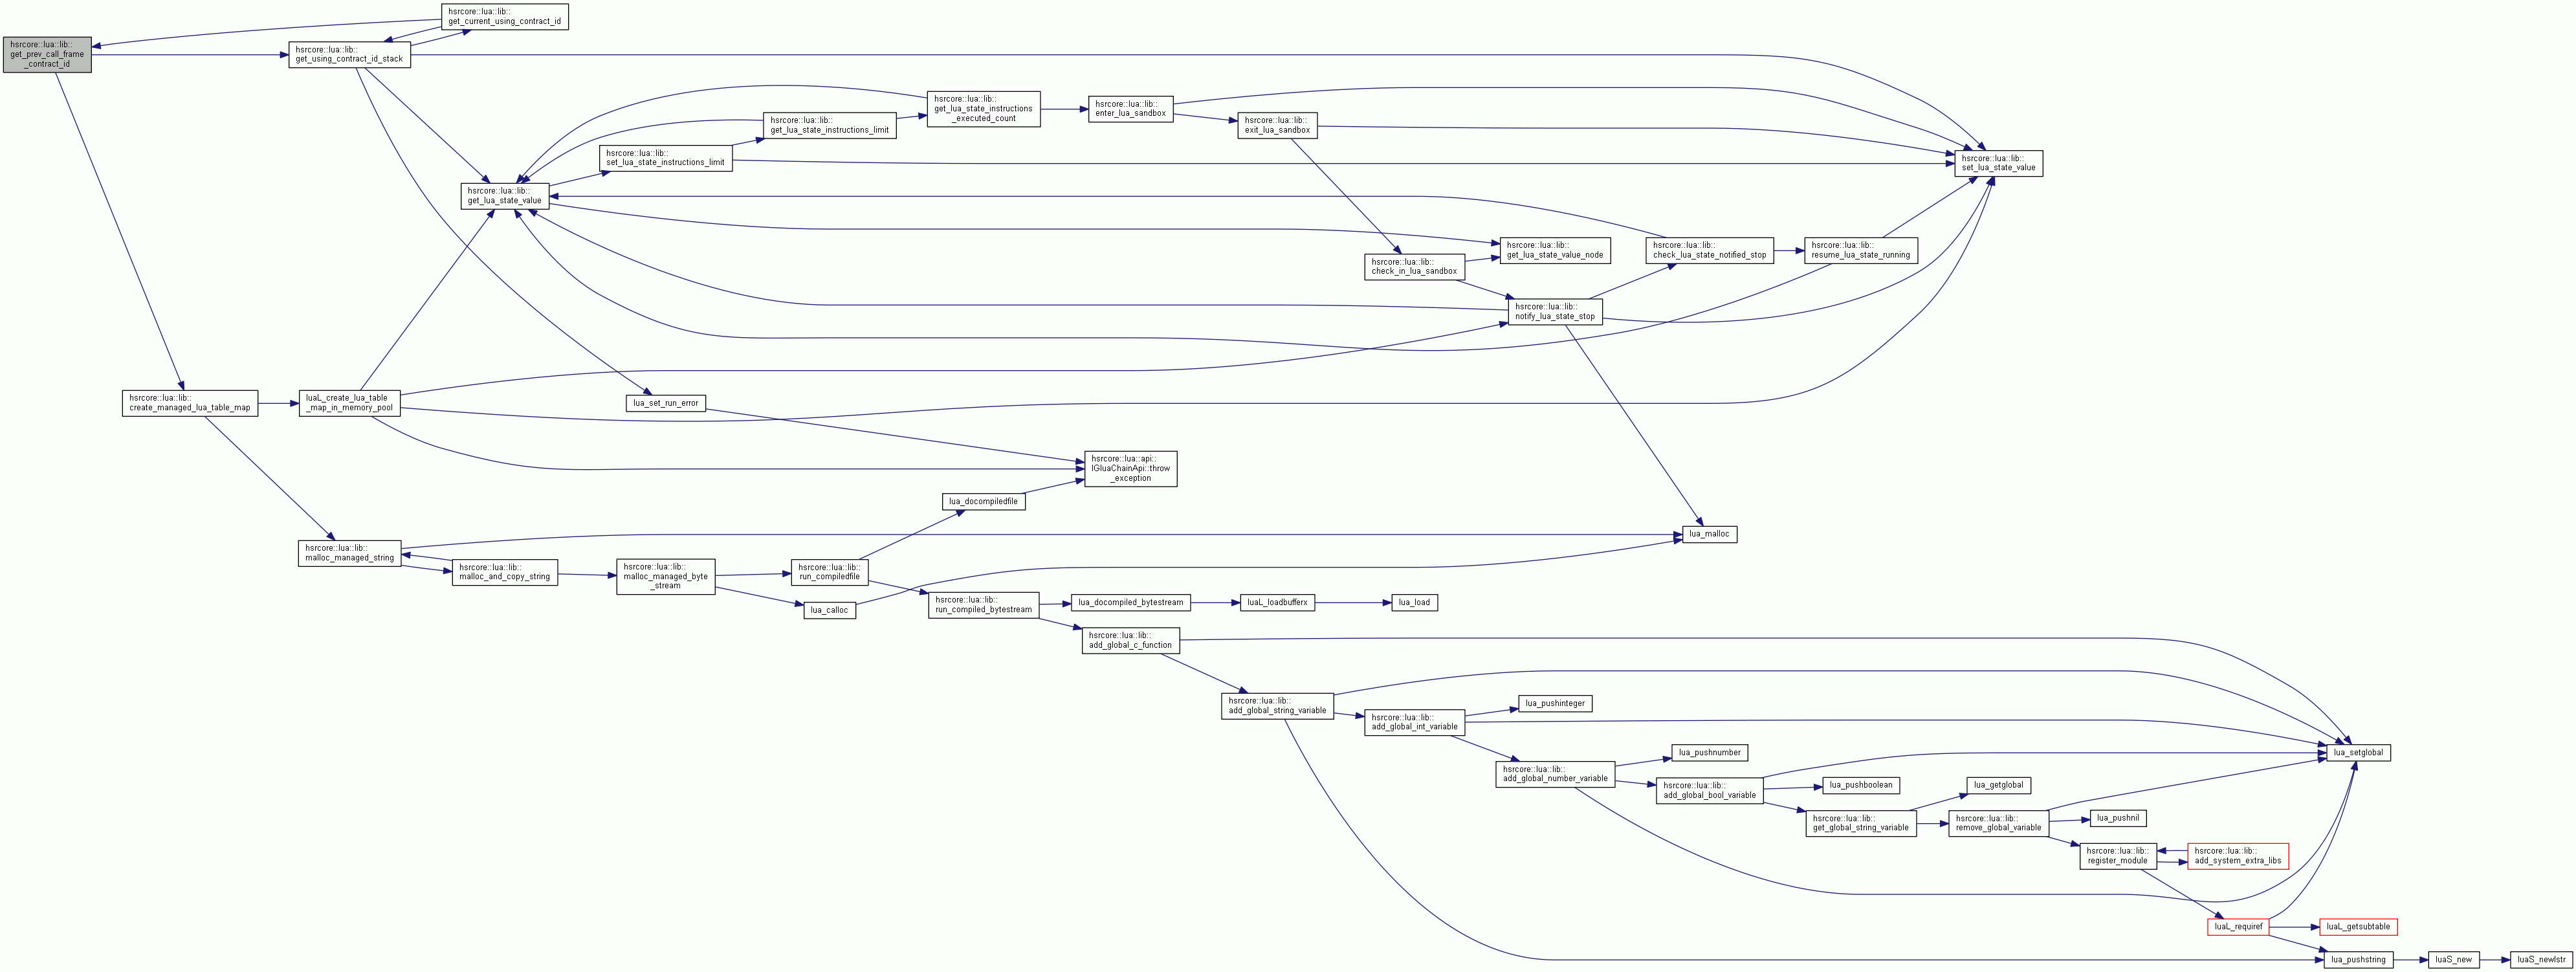 hsrcore::lua::lib::
get_current_using_contract_id
hsrcore::lua::lib::
get_prev_call_frame
_contract_id
hsrcore::lua::lib::
get_using_contract_id_stack
hsrcore::lua::lib::
get_lua_state_instructions
_executed_count
hsrcore::lua::lib::
enter_lua_sandbox
hsrcore::lua::lib::
get_lua_state_instructions_limit
hsrcore::lua::lib::
exit_lua_sandbox
hsrcore::lua::lib::
set_lua_state_instructions_limit
hsrcore::lua::lib::
set_lua_state_value
hsrcore::lua::lib::
get_lua_state_value
hsrcore::lua::lib::
get_lua_state_value_node
hsrcore::lua::lib::
check_lua_state_notified_stop
hsrcore::lua::lib::
resume_lua_state_running
hsrcore::lua::lib::
check_in_lua_sandbox
hsrcore::lua::lib::
notify_lua_state_stop
hsrcore::lua::lib::
create_managed_lua_table_map
luaL_create_lua_table
_map_in_memory_pool
lua_set_run_error
hsrcore::lua::api::
IGluaChainApi::throw
_exception
lua_docompiledfile
lua_malloc
hsrcore::lua::lib::
malloc_managed_string
hsrcore::lua::lib::
malloc_and_copy_string
hsrcore::lua::lib::
malloc_managed_byte
_stream
hsrcore::lua::lib::
run_compiledfile
lua_calloc
hsrcore::lua::lib::
run_compiled_bytestream
lua_docompiled_bytestream
luaL_loadbufferx
lua_load
hsrcore::lua::lib::
add_global_c_function
hsrcore::lua::lib::
add_global_string_variable
lua_pushinteger
hsrcore::lua::lib::
add_global_int_variable
lua_pushnumber
lua_setglobal
hsrcore::lua::lib::
add_global_number_variable
hsrcore::lua::lib::
add_global_bool_variable
lua_pushboolean
lua_getglobal
hsrcore::lua::lib::
get_global_string_variable
hsrcore::lua::lib::
remove_global_variable
lua_pushnil
hsrcore::lua::lib::
register_module
hsrcore::lua::lib::
add_system_extra_libs
luaL_requiref
luaL_getsubtable
lua_pushstring
luaS_new
luaS_newlstr